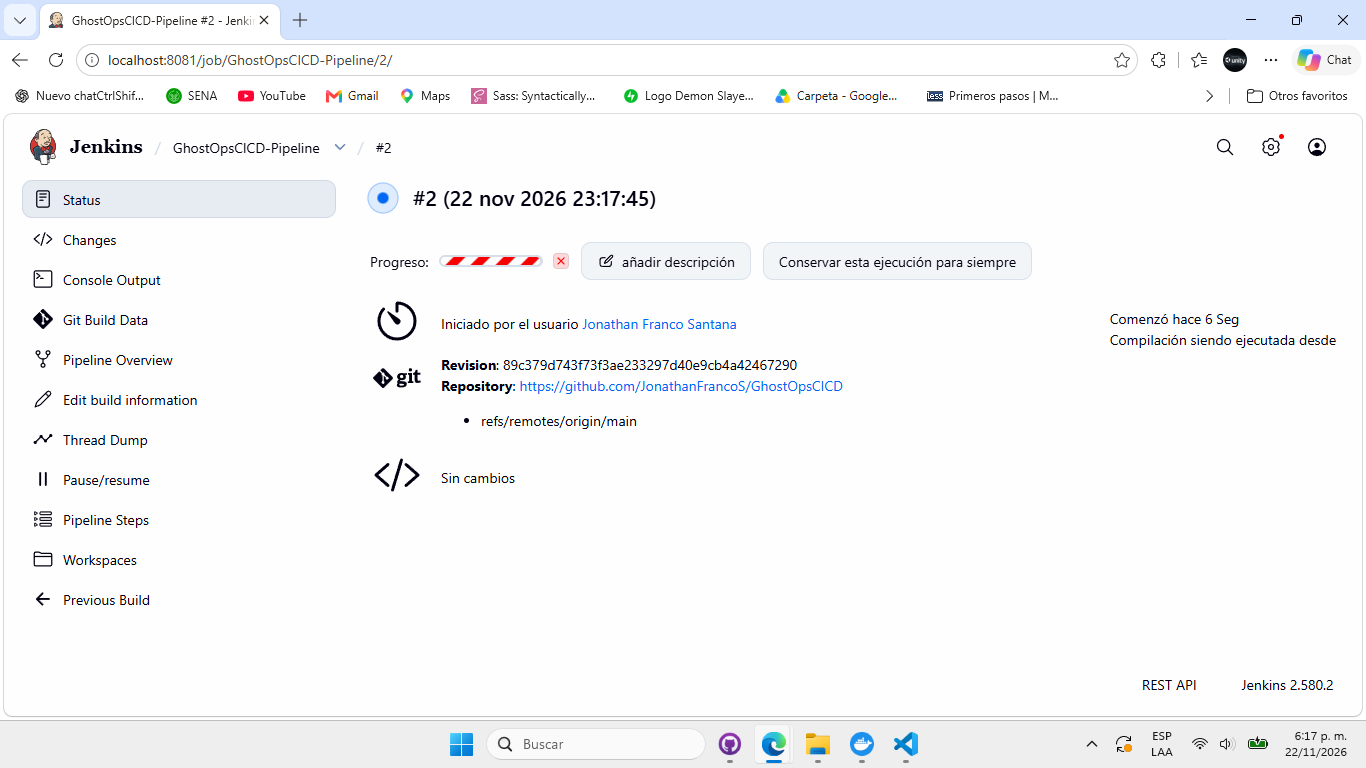 GhostOpsCICD-Pipeline #2 - Jenki
localhost:8081/job/GhostOpsCICD-Pipeline/2/
unity
Chat
Nuevo chatCtrlShif...
SENA
YouTube
Gmail
Maps
Sass: Syntactically...
Logo Demon Slaye...
Carpeta - Google...
Primeros pasos | M...
Otros favoritos
Jenkins / GhostOpsCICD-Pipeline / #2
Status
Changes
Console Output
Git Build Data
Pipeline Overview
Edit build information
Thread Dump
Pause/resume
Pipeline Steps
Workspaces
Previous Build
#2 (22 nov 2026 23:17:45)
Progreso:
añadir descripción
Conservar esta ejecución para siempre
Iniciado por el usuario Jonathan Franco Santana
Comenzó hace 6 Seg
Compilación siendo ejecutada desde
git
Revision: 89c379d743f73f3ae233297d40e9cb4a42467290
Repository: https://github.com/JonathanFrancoS/GhostOpsCICD
• refs/remotes/origin/main
Sin cambios
REST API
Jenkins 2.580.2
Buscar
ESP
LAA
6:17 p. m.
22/11/2026